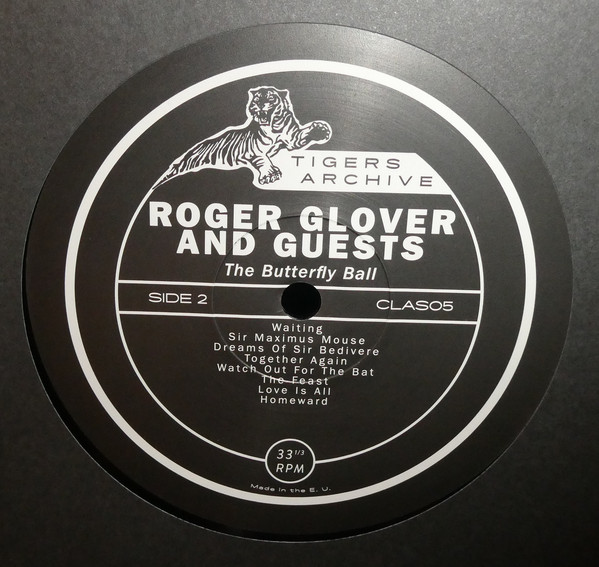 TIGERS
ARCHIVE
ROGER GLOVER
AND GUESTS
The Butterfly Ball
SIDE 2
CLAS05
Waiting
Sir Maximus Mouse
Dreams Of Sir Bedivere
Together Again
Watch Out For The Bat
The Feast
Love Is All
Homeward
33 1/3
RPM
Made in the E. U.